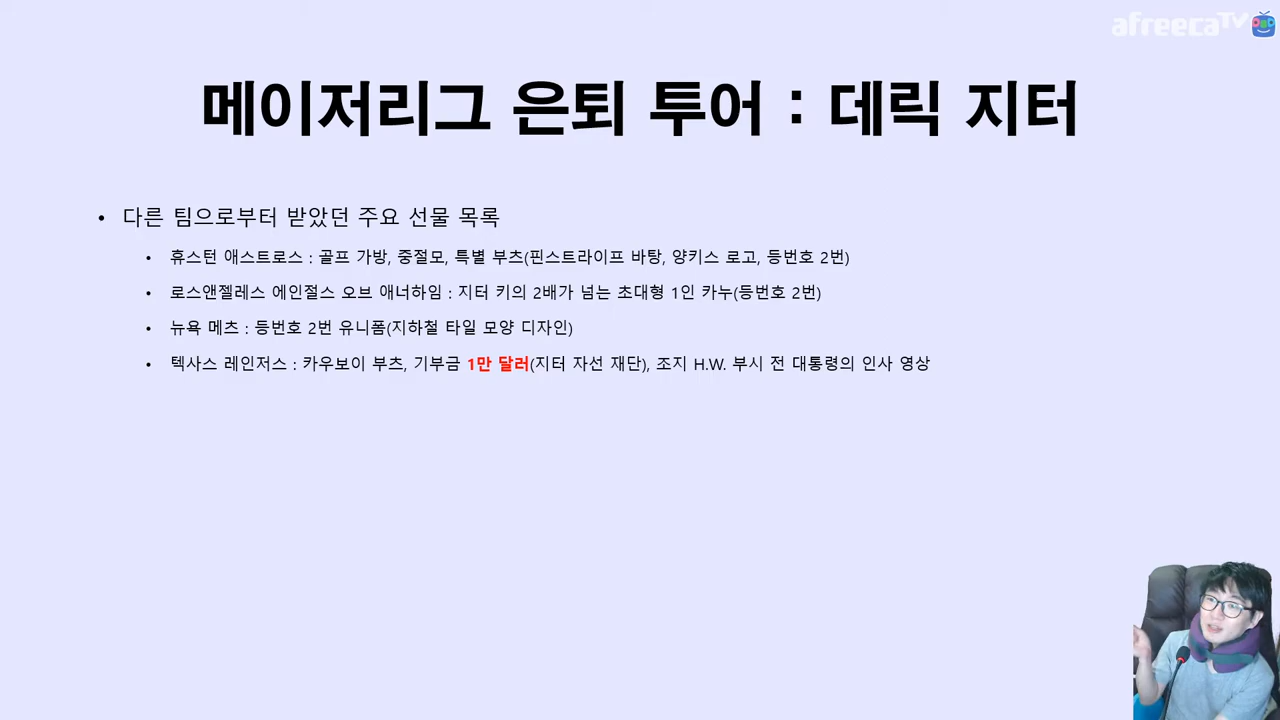 afreecaTV
메이저리그 은퇴 투어 : 데릭 지터
• 다른 팀으로부터 받았던 주요 선물 목록
• 휴스턴 애스트로스 : 골프 가방, 중절모, 특별 부츠(핀스트라이프 바탕, 양키스 로고, 등번호 2번)
• 로스앤젤레스 에인절스 오브 애너하임 : 지터 키의 2배가 넘는 초대형 1인 카누(등번호 2번)
• 뉴욕 메츠 : 등번호 2번 유니폼(지하철 타일 모양 디자인)
• 텍사스 레인저스 : 카우보이 부츠, 기부금 1만 달러(지터 자선 재단), 조지 H.W. 부시 전 대통령의 인사 영상